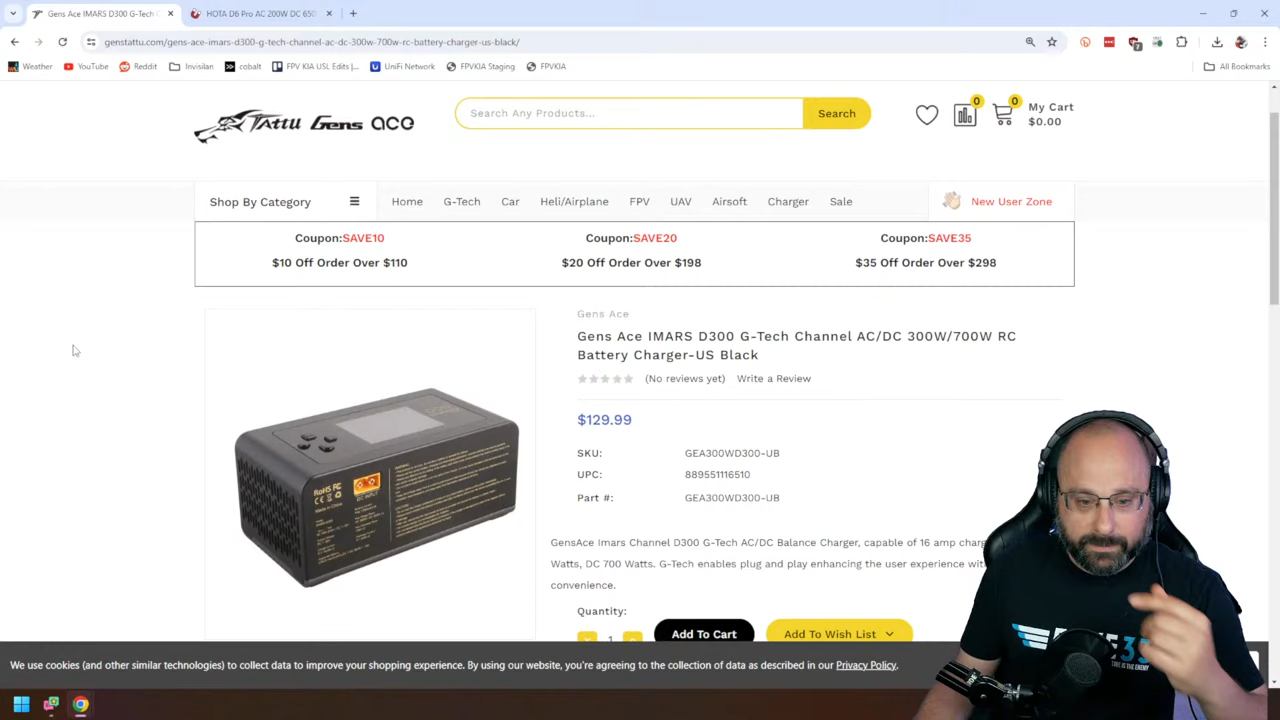 Gens Ace IMARS D300 G-Tech C
HOTA D6 Pro AC 200W DC 650
genstattu.com/gens-ace-imars-d300-g-tech-channel-ac-dc-300w-700w-rc-battery-charger-us-black/
Weather YouTube Reddit Invisilan cobalt FPV KIA USL Edits |... UniFi Network FPVKIA Staging FPVKIA All Bookmarks
TATTU Gens ace
Search Any Products...
Search
0
0
My Cart
$0.00
Shop By Category
Home G-Tech Car Heli/Airplane FPV UAV Airsoft Charger Sale
New User Zone
Coupon:SAVE10 Coupon:SAVE20 Coupon:SAVE35
$10 Off Order Over $110 $20 Off Order Over $198 $35 Off Order Over $298
Gens Ace
Gens Ace IMARS D300 G-Tech Channel AC/DC 300W/700W RC
Battery Charger-US Black
(No reviews yet) Write a Review
$129.99
SKU: GEA300WD300-UB
UPC: 889551116510
Part #: GEA300WD300-UB
RoHS FC
CE
Made in China
DC INPUT
GensAce Imars Channel D300 G-Tech AC/DC Balance Charger, capable of 16 amp charg
Watts, DC 700 Watts. G-Tech enables plug and play enhancing the user experience wit
convenience.
Quantity:
1
Add To Cart
Add To Wish List
We use cookies (and other similar technologies) to collect data to improve your shopping experience. By using our website, you're agreeing to the collection of data as described in our Privacy Policy.